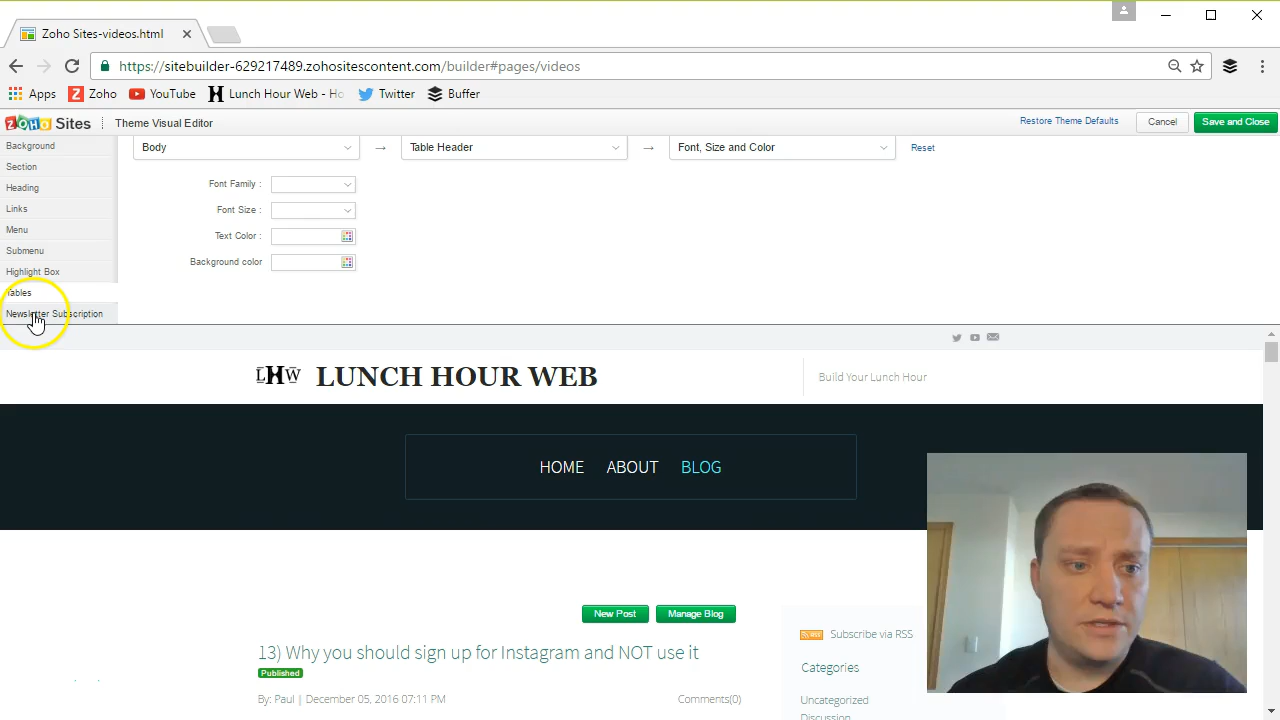 Zoho Sites-videos.html
https://sitebuilder-629217489.zohositescontent.com/builder#pages/videos
Apps Zoho YouTube Lunch Hour Web - Ho Twitter Buffer
ZOHO Sites Theme Visual Editor Restore Theme Defaults Cancel Save and Close
Background
Section
Heading
Links
Menu
Submenu
Highlight Box
Tables
Newsletter Subscription
Body → Table Header → Font, Size and Color Reset
Font Family :
Font Size :
Text Color :
Background color
LHW LUNCH HOUR WEB Build Your Lunch Hour
HOME ABOUT BLOG
New Post Manage Blog
13) Why you should sign up for Instagram and NOT use it
Published
By: Paul | December 05, 2016 07:11 PM Comments(0)
RSS Subscribe via RSS
Categories
Uncategorized
Discussion